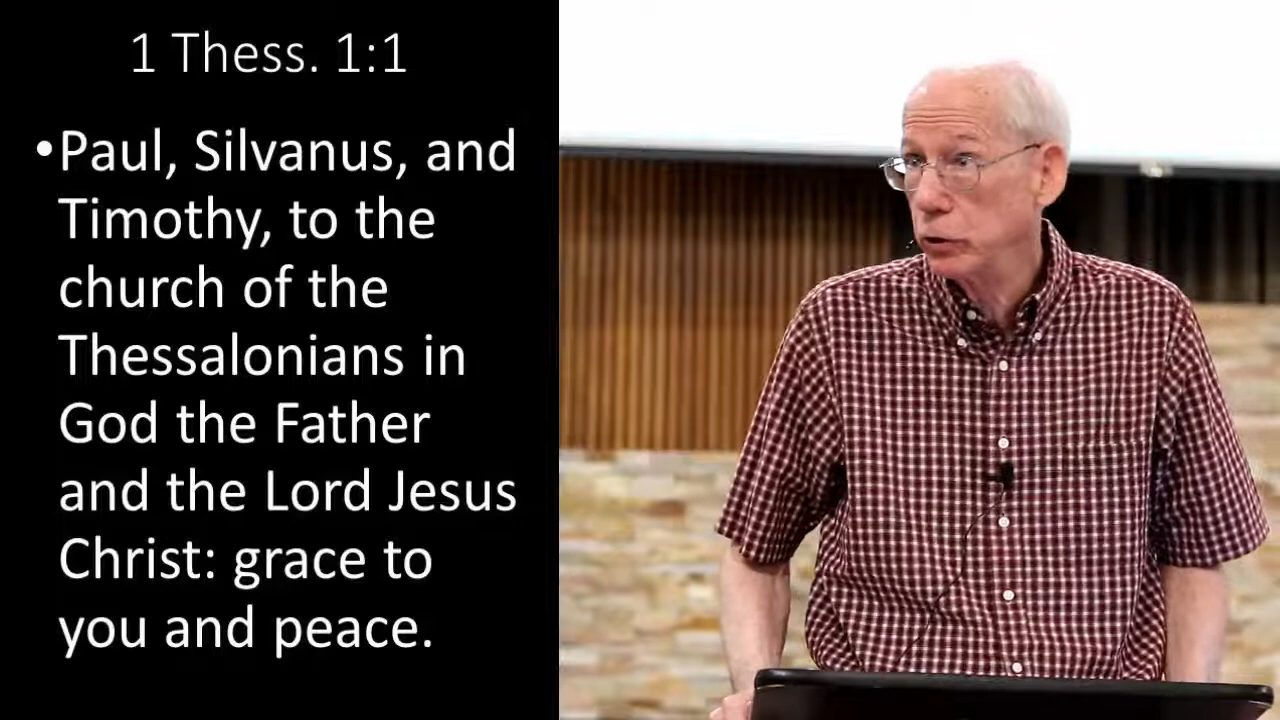 1 Thess. 1:1
•Paul, Silvanus, and
Timothy, to the
church of the
Thessalonians in
God the Father
and the Lord Jesus
Christ: grace to
you and peace.